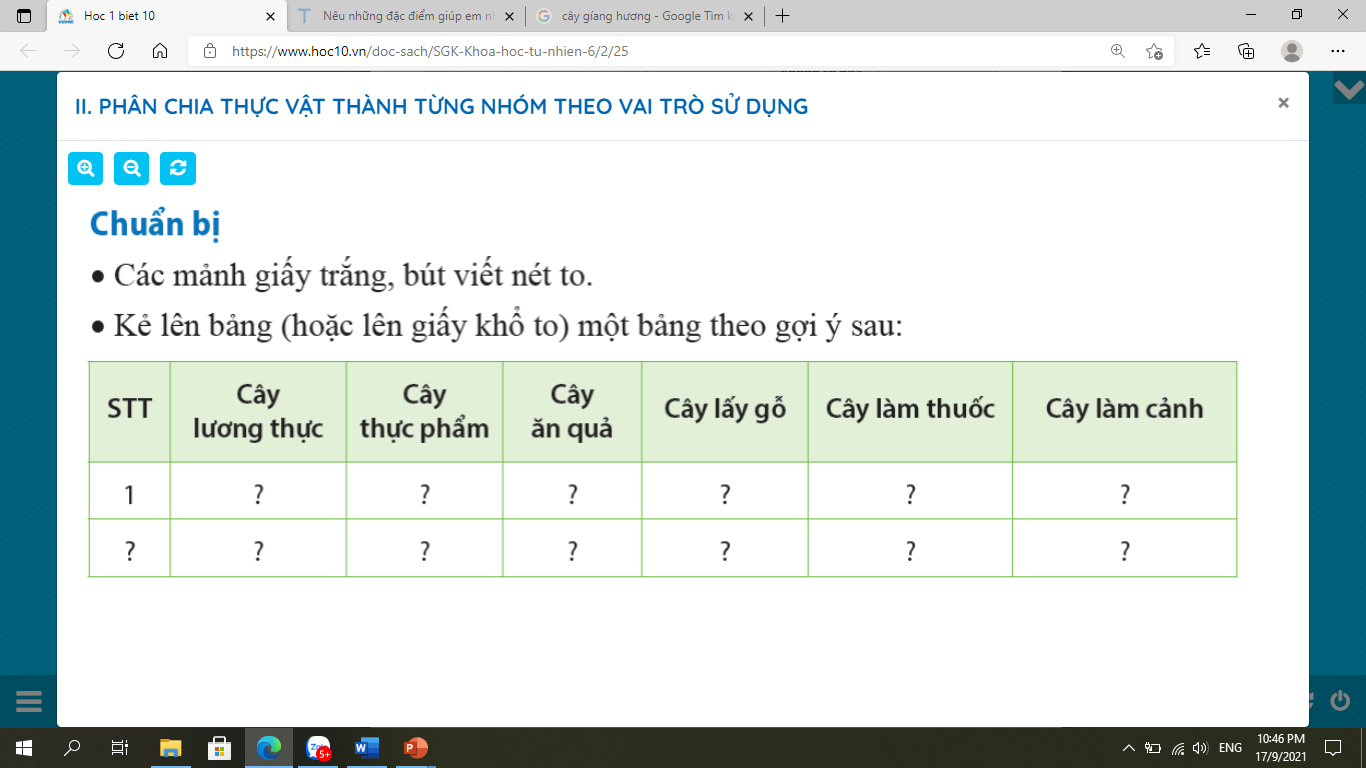 Hoc 1 biet 10
Nêu những đặc điểm giúp em nh
cây gíang hương - Google Tìm k
https://www.hoc10.vn/doc-sach/SGK-Khoa-hoc-tu-nhien-6/2/25
II. PHÂN CHIA THỰC VẬT THÀNH TỪNG NHÓM THEO VAI TRÒ SỬ DỤNG
Chuẩn bị
• Các mảnh giấy trắng, bút viết nét to.
• Kẻ lên bảng (hoặc lên giấy khổ to) một bảng theo gợi ý sau:
STT Cây lương thực Cây thực phẩm Cây ăn quả Cây lấy gỗ Cây làm thuốc Cây làm cảnh
1 ? ? ? ? ? ?
? ? ? ? ? ? ?
Zalo 5+
ENG
10:46 PM
17/9/2021